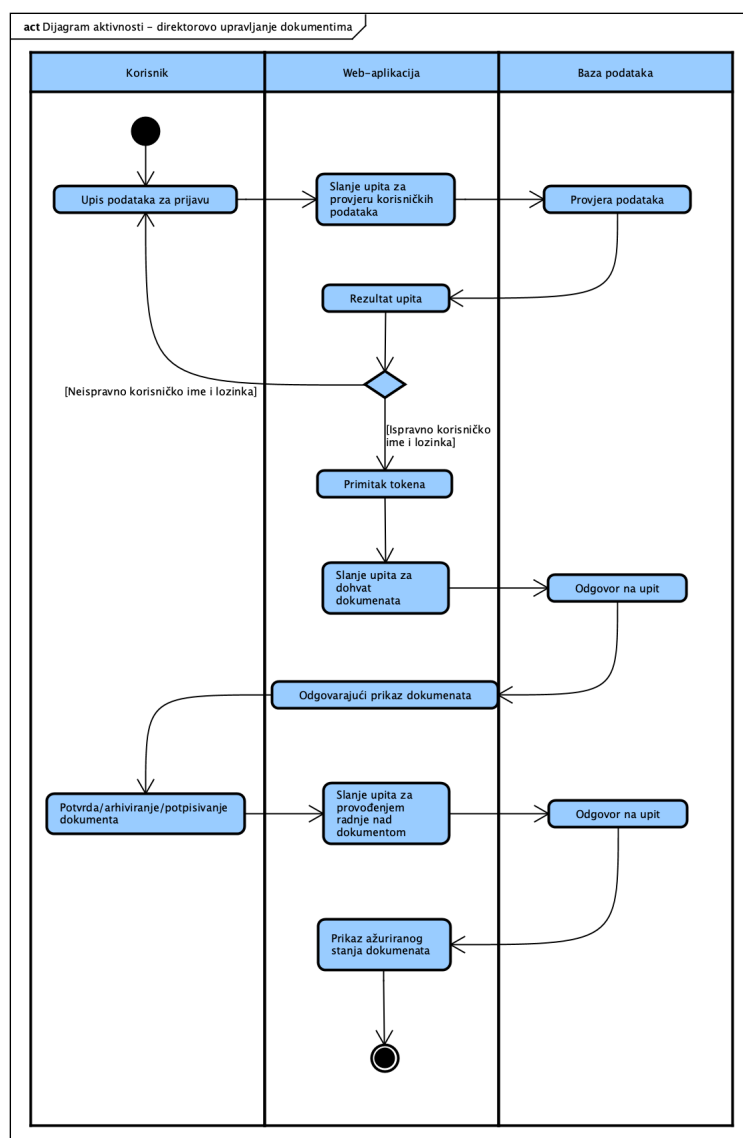 act Dijagram aktivnosti - direktorovo upravljanje dokumentima
Korisnik
Web-aplikacija
Baza podataka
Upis podataka za prijavu
Slanje upita za
provjeru korisničkih
podataka
Provjera podataka
Rezultat upita
[Neispravno korisničko ime i lozinka]
[Ispravno korisničko
ime i lozinka]
Primitak tokena
Slanje upita za
dohvat
dokumenata
Odgovor na upit
Odgovarajući prikaz dokumenata
Potvrda/arhiviranje/potpisivanje
dokumenta
Slanje upita za
provođenjem
radnje nad
dokumentom
Odgovor na upit
Prikaz ažuriranog
stanja dokumenata